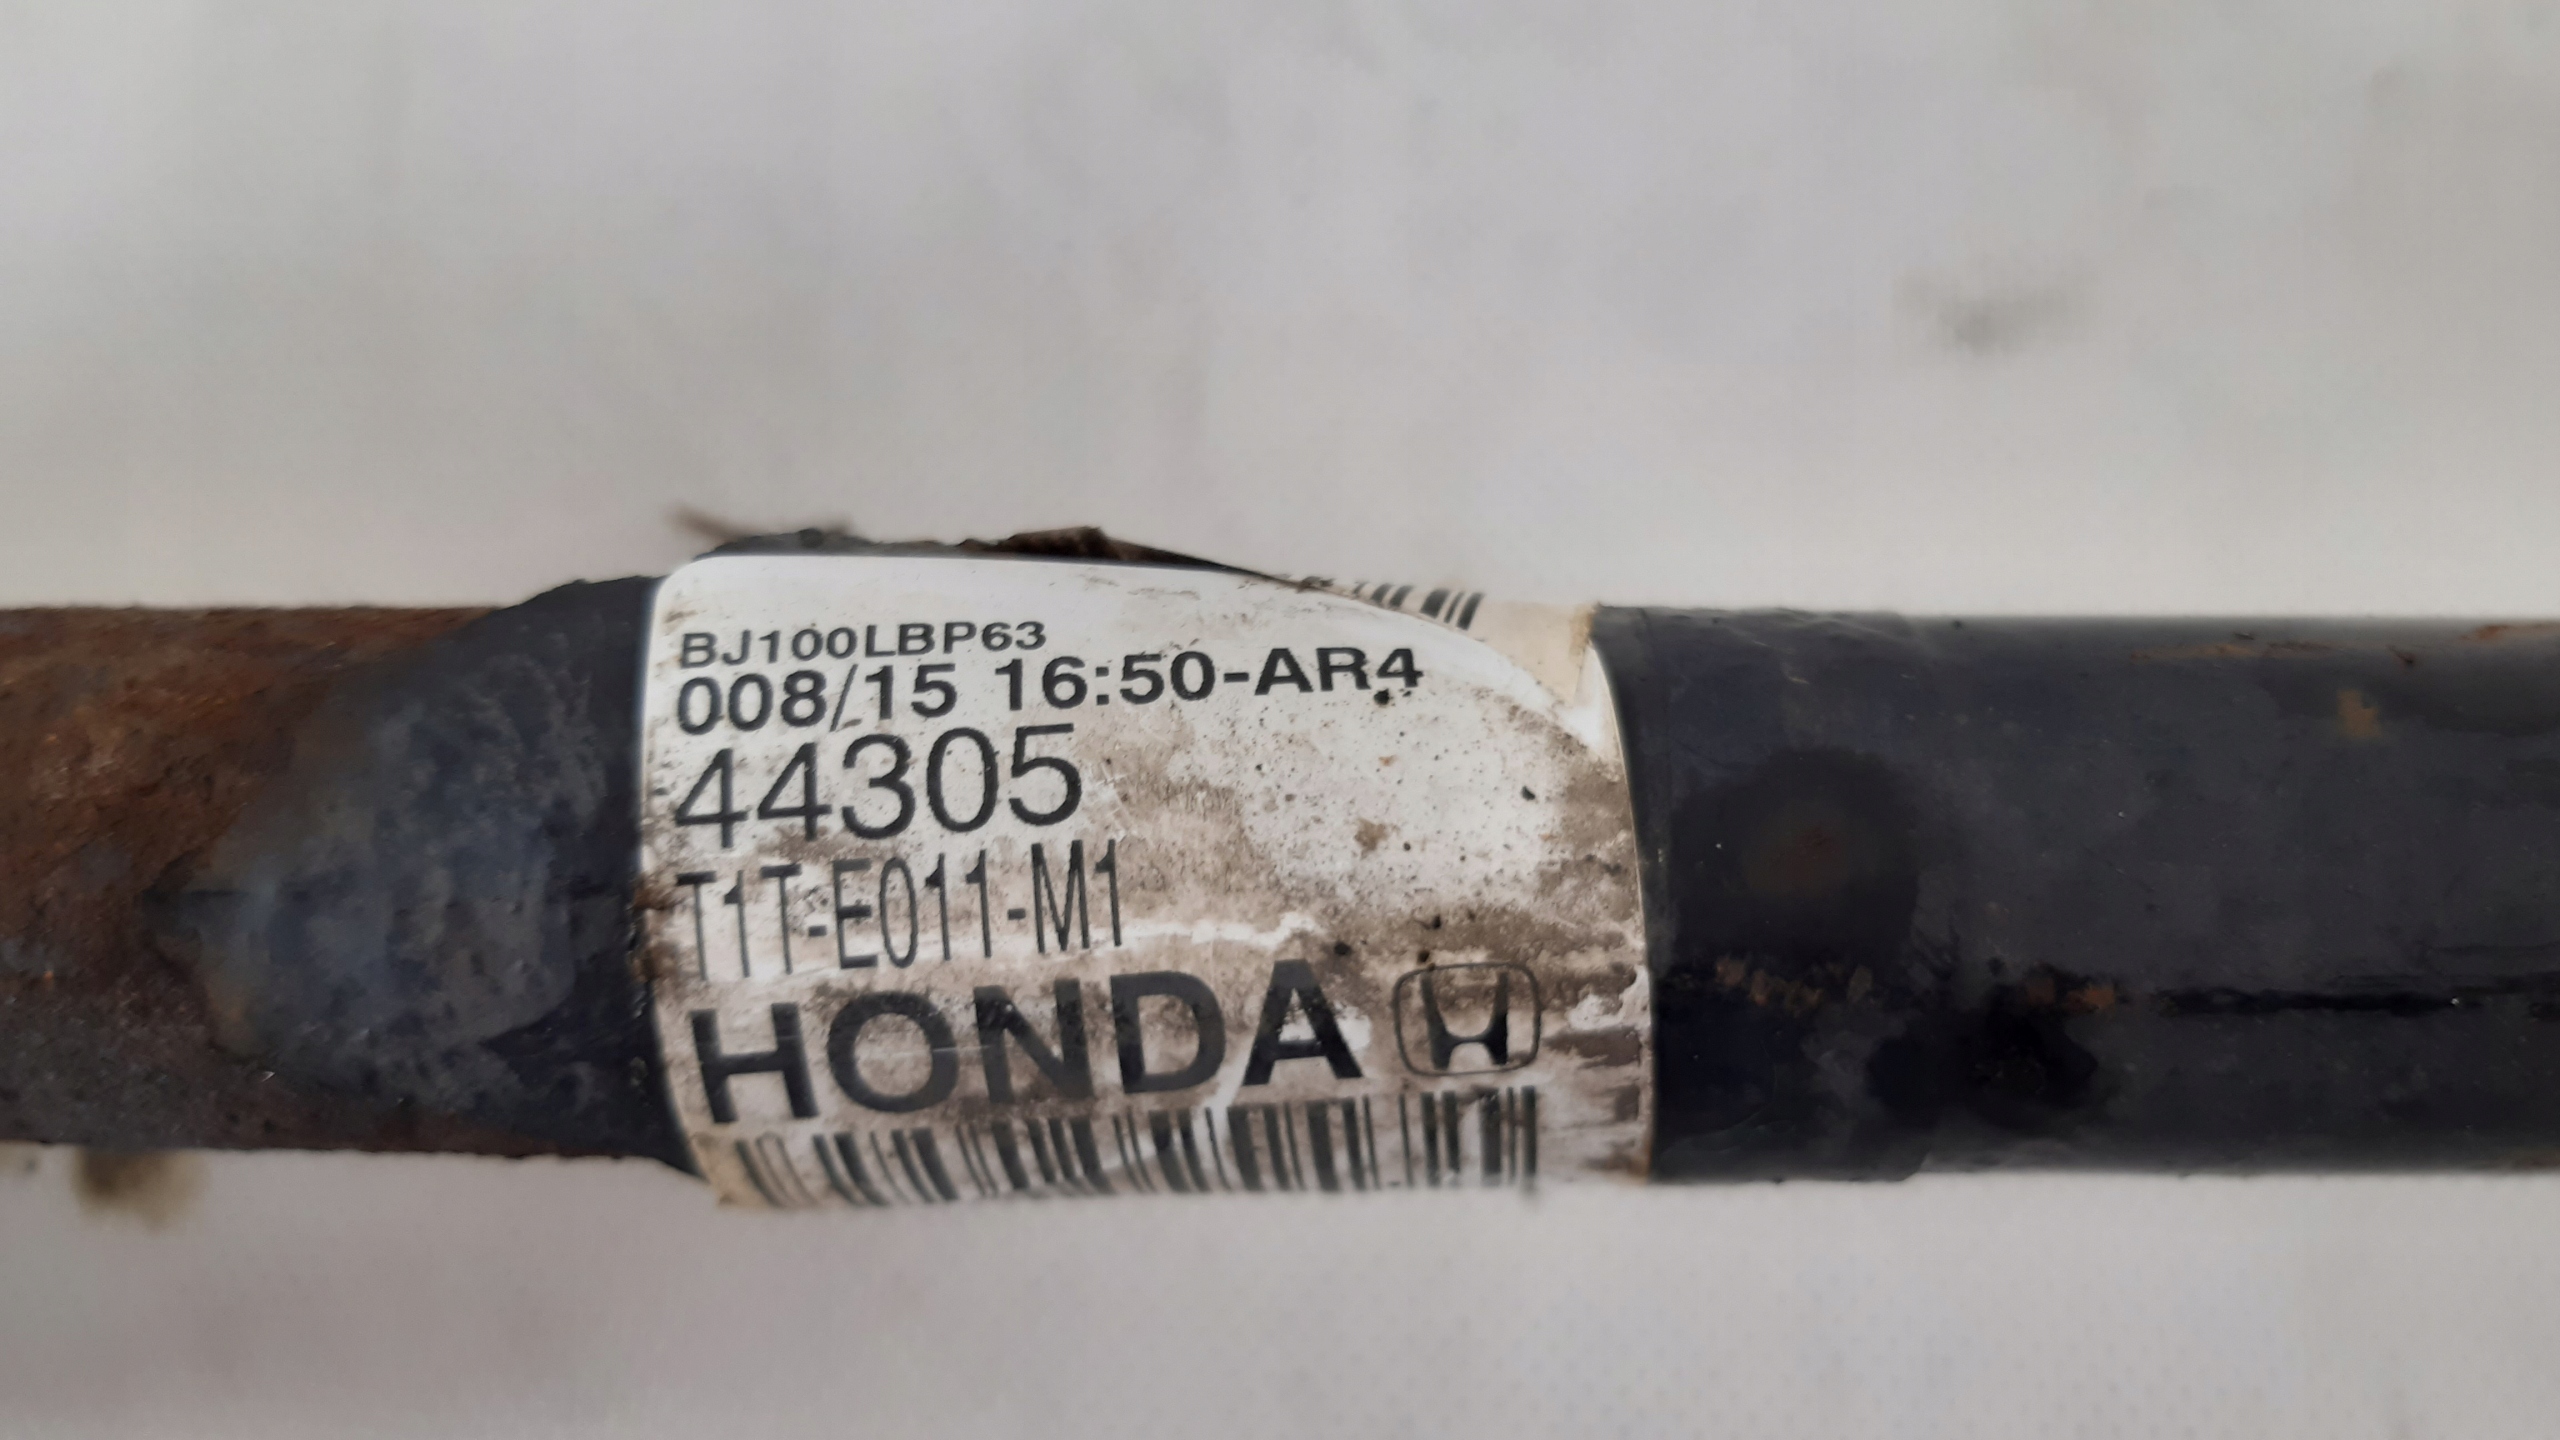 BJ100LBP63
008/15 16:50-AR4
44305
T1T-E011-M1
HONDA